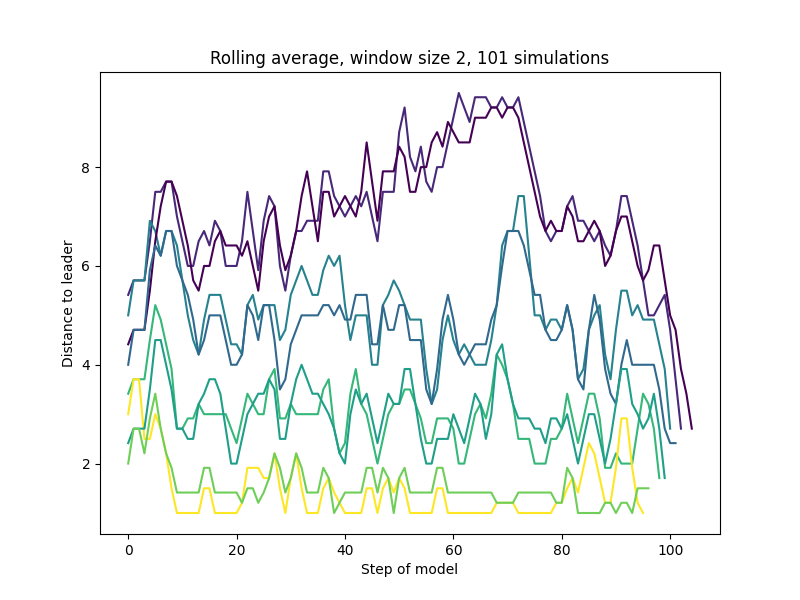 Rolling average, window size 2, 101 simulations
Distance to leader
8
6
4
2
0 20 40 60 80 100
Step of model